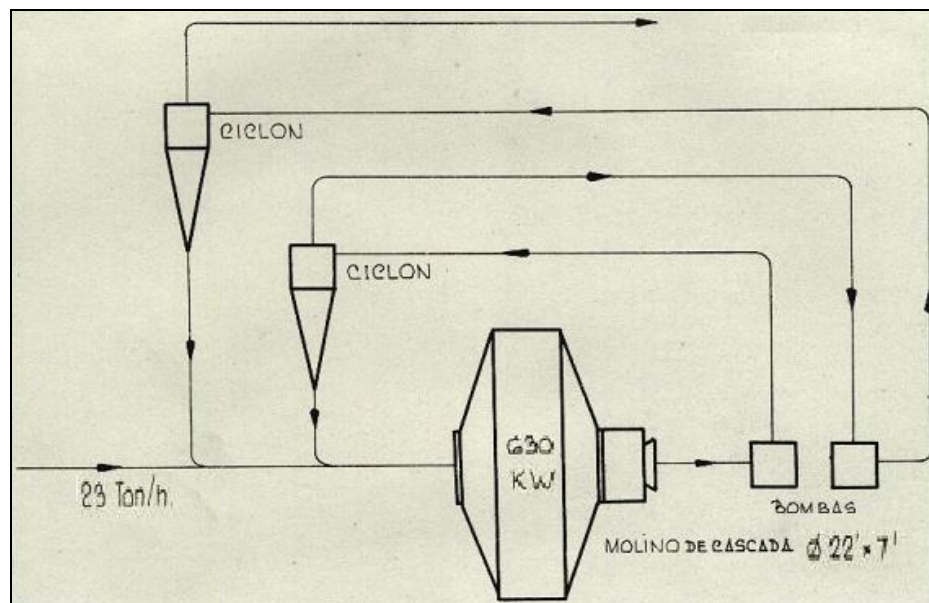 CICLON
CICLON
630
KW
23 Ton/h.
BOMBAS
MOLINO DE CASCADA Ø 22' x 7'